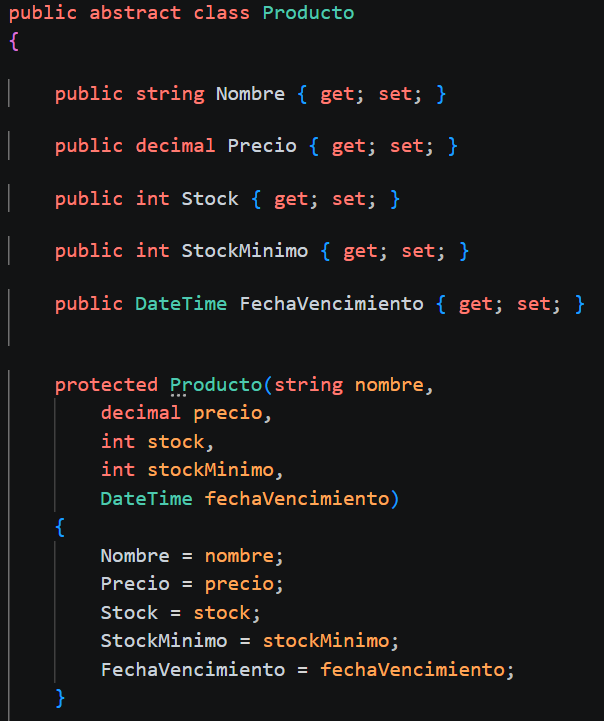 public abstract class Producto
{
public string Nombre { get; set; }
public decimal Precio { get; set; }
public int Stock { get; set; }
public int StockMinimo { get; set; }
public DateTime FechaVencimiento { get; set; }
protected Producto(string nombre,
decimal precio,
int stock,
int stockMinimo,
DateTime fechaVencimiento)
{
Nombre = nombre;
Precio = precio;
Stock = stock;
StockMinimo = stockMinimo;
FechaVencimiento = fechaVencimiento;
}